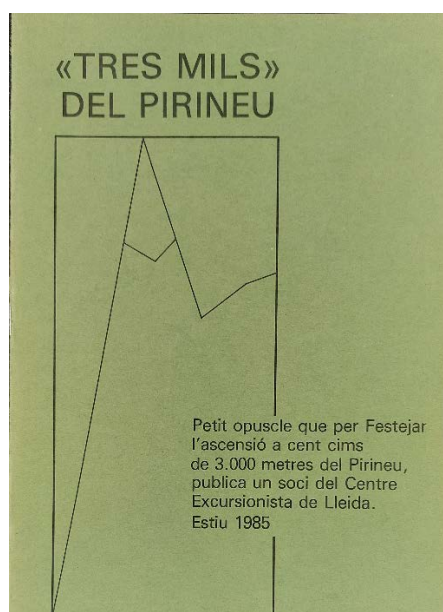 «TRES MILS»
DEL PIRINEU
Petit opuscle que per Festejar
l'ascensió a cent cims
de 3.000 metres del Pirineu,
publica un soci del Centre
Excursionista de Lleida.
Estiu 1985